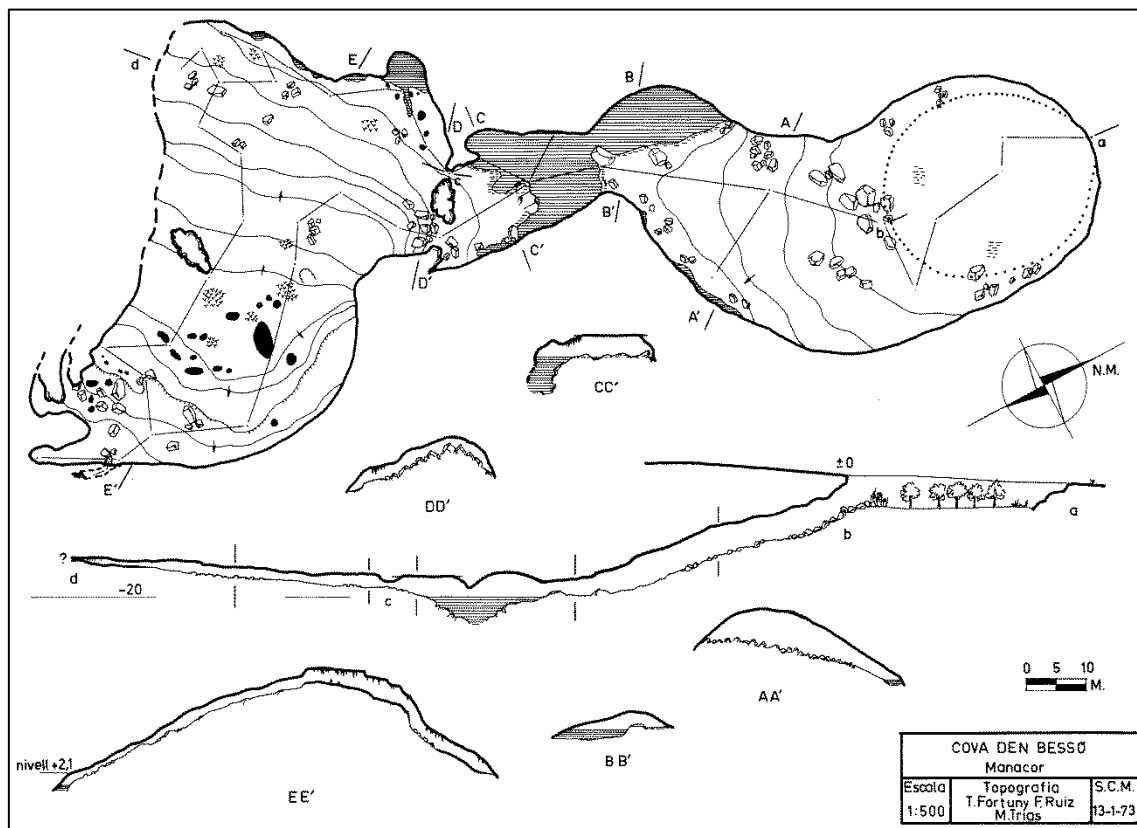 d
E
D
C
B
A
a
c
b
B'
C'
D'
A'
E'
CC'
N.M.
DD'
±0
a
b
?
d
-20
c
AA'
0 5 10
M.
BB'
nivell +2,1
EE'
COVA DEN BESSÓ
Manacor
Escala
1:500
Topografia
T.Fortuny F.Ruiz
M.Trias
S.C.M.
13-1-73